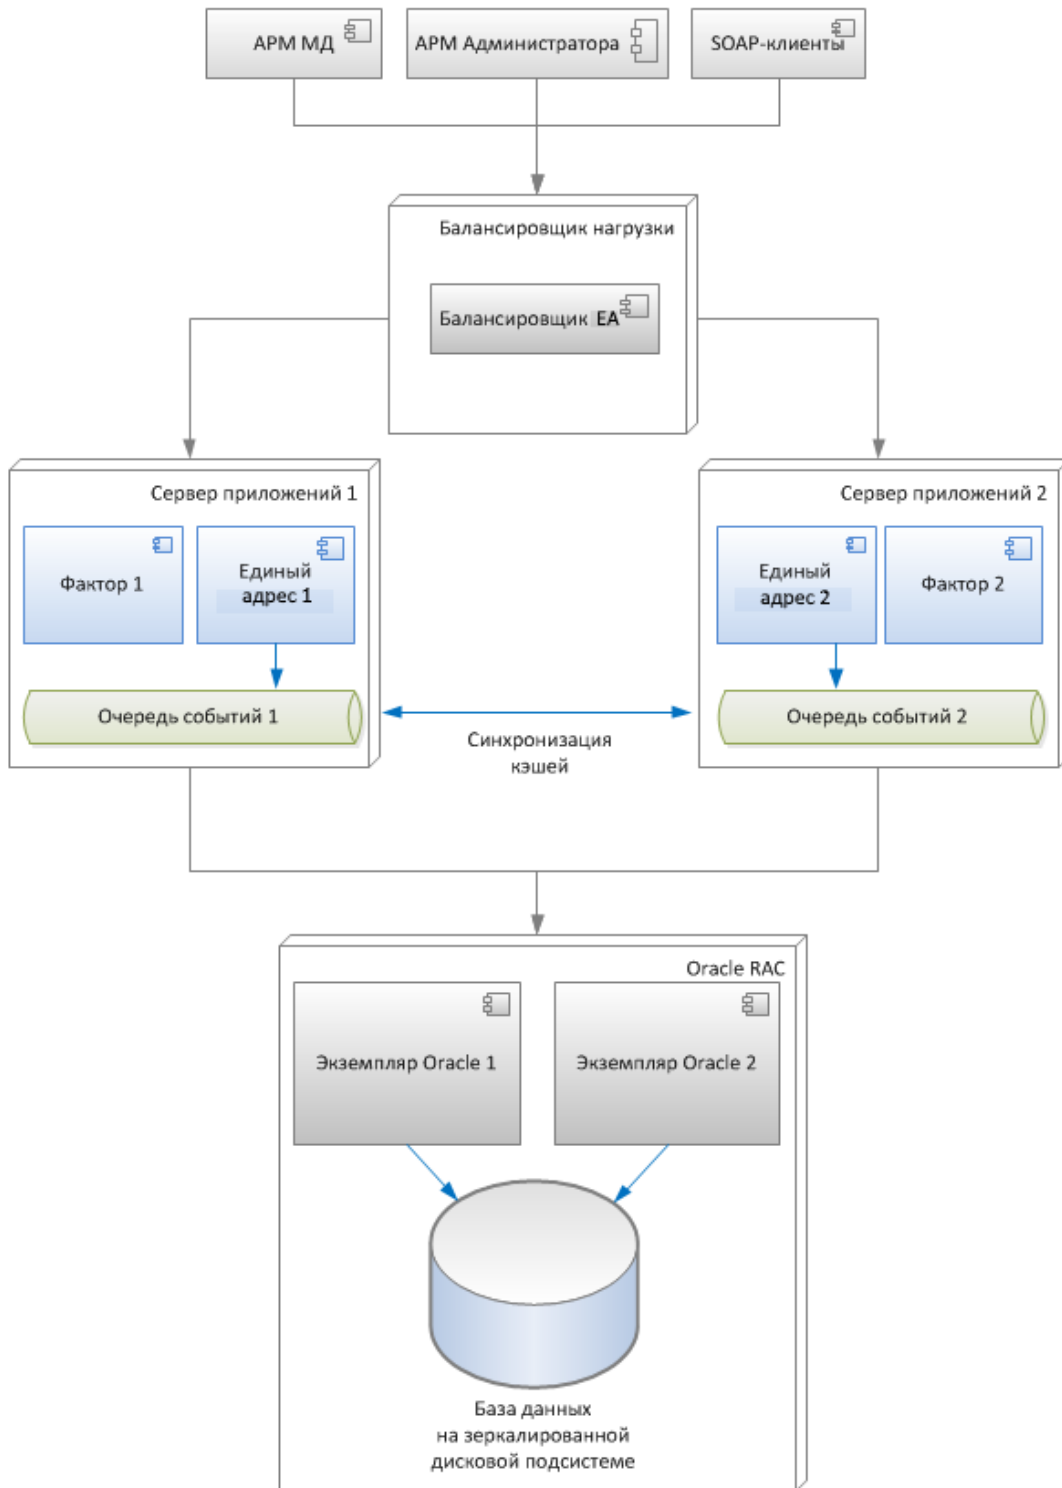 АРМ МД
АРМ Администратора
SOAP-клиенты
Балансировщик нагрузки
Балансировщик ЕА
Сервер приложений 1
Фактор 1
Единый
адрес 1
Очередь событий 1
Синхронизация
кэшей
Сервер приложений 2
Единый
адрес 2
Фактор 2
Очередь событий 2
Oracle RAC
Экземпляр Oracle 1
Экземпляр Oracle 2
База данных
на зеркалированной
дисковой подсистеме